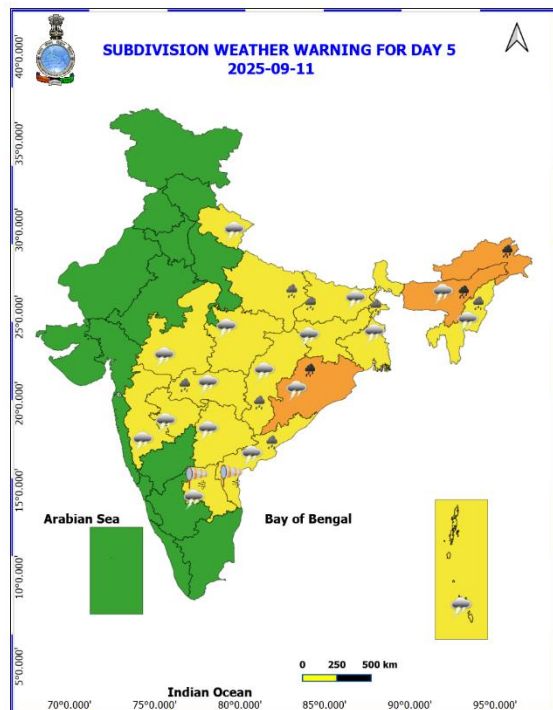 SUBDIVISION WEATHER WARNING FOR DAY 5
2025-09-11
40°0.000'
35°0.000'
30°0.000'
25°0.000'
20°0.000'
15°0.000'
10°0.000'
5°0.000'
Arabian Sea
Bay of Bengal
0 250 500 km
Indian Ocean
70°0.000' 75°0.000' 80°0.000' 85°0.000' 90°0.000' 95°0.000'